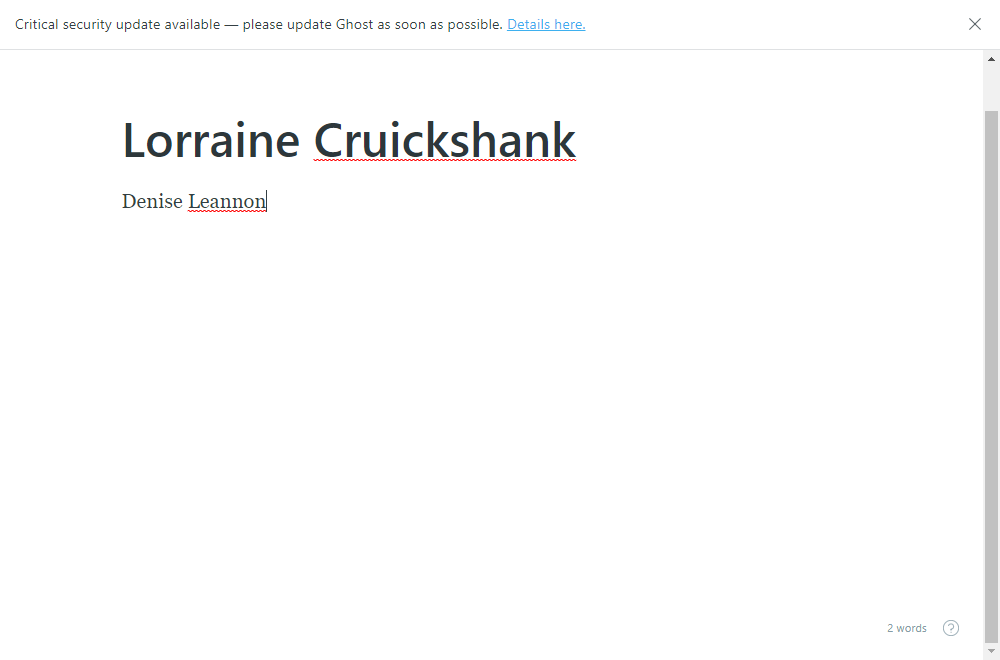 Critical security update available — please update Ghost as soon as possible. Details here.
Lorraine Cruickshank
Denise Leannon
2 words